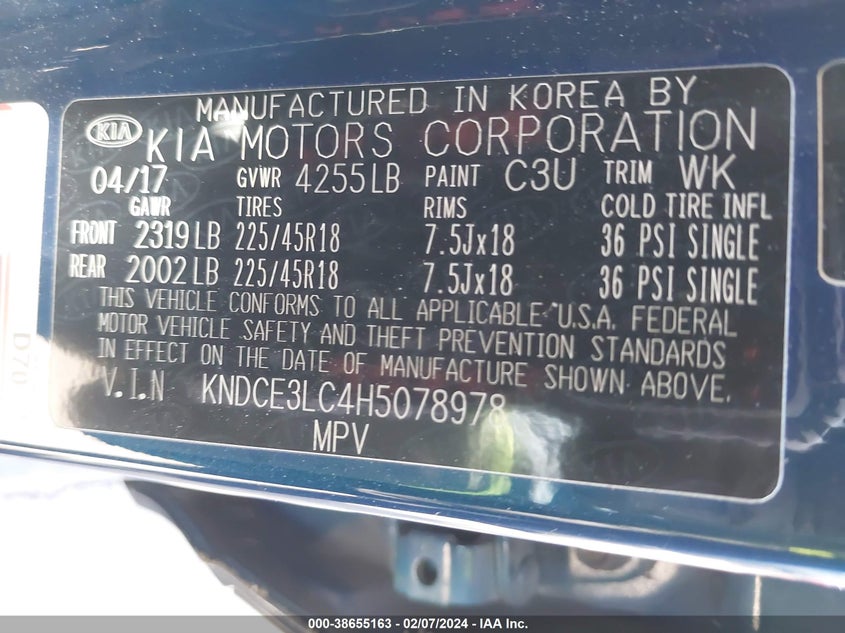 MANUFACTURED IN KOREA BY
KIA KIA MOTORS CORPORATION
04/17 GVWR 4255LB PAINT C3U TRIM WK
GAWR TIRES RIMS COLD TIRE INFL
FRONT 2319LB 225/45R18 7.5Jx18 36 PSI SINGLE
REAR 2002LB 225/45R18 7.5Jx18 36 PSI SINGLE
THIS VEHICLE CONFORMS TO ALL APPLICABLE U.S.A. FEDERAL
MOTOR VEHICLE SAFETY AND THEFT PREVENTION STANDARDS
IN EFFECT ON THE DATE OF MANUFACTURE SHOWN ABOVE.
V.I.N KNDCE3LC4H5078978
MPV
D70
000-38655163 - 02/07/2024 - IAA Inc.